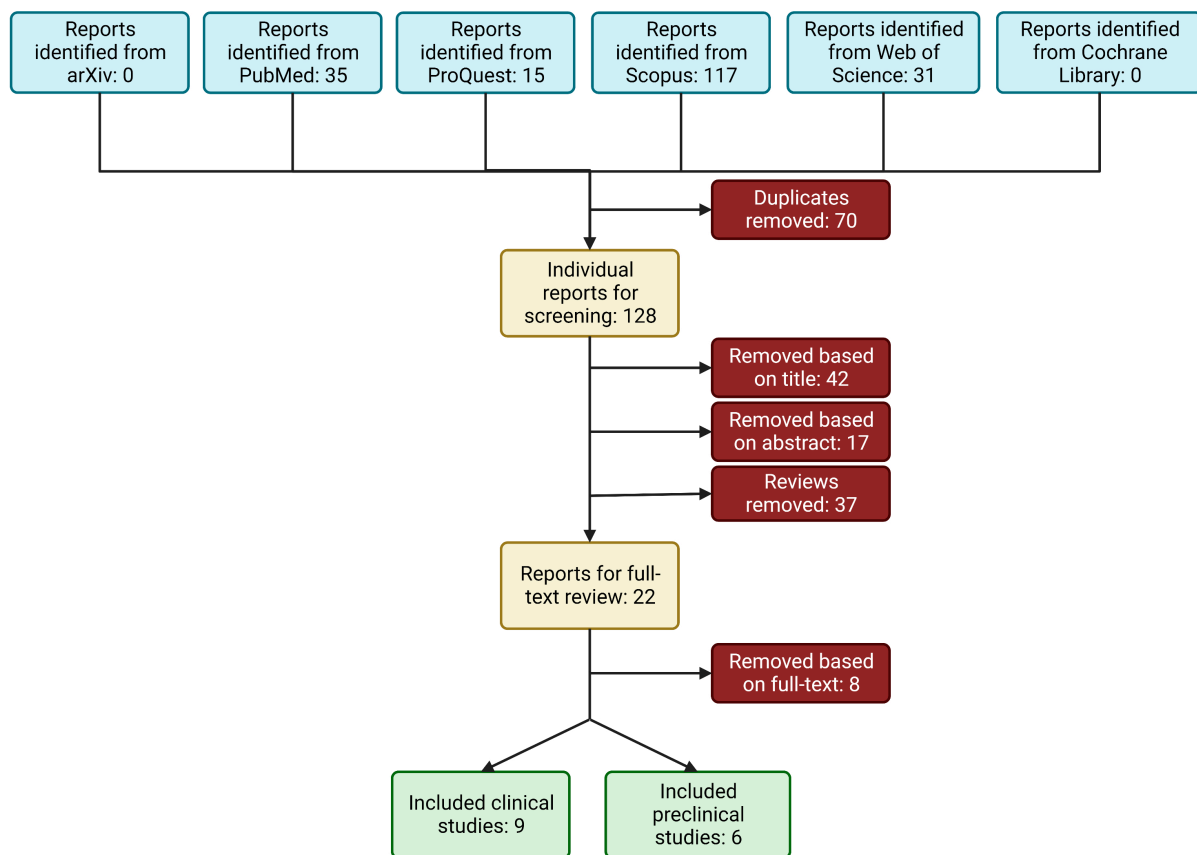 Reports
identified from
arXiv: 0
Reports
identified from
PubMed: 35
Reports
identified from
ProQuest: 15
Reports
identified from
Scopus: 117
Reports identified
from Web of
Science: 31
Reports identified
from Cochrane
Library: 0
Duplicates
removed: 70
Individual
reports for
screening: 128
Removed based
on title: 42
Removed based
on abstract: 17
Reviews
removed: 37
Reports for full-
text review: 22
Removed based
on full-text: 8
Included clinical
studies: 9
Included
preclinical
studies: 6